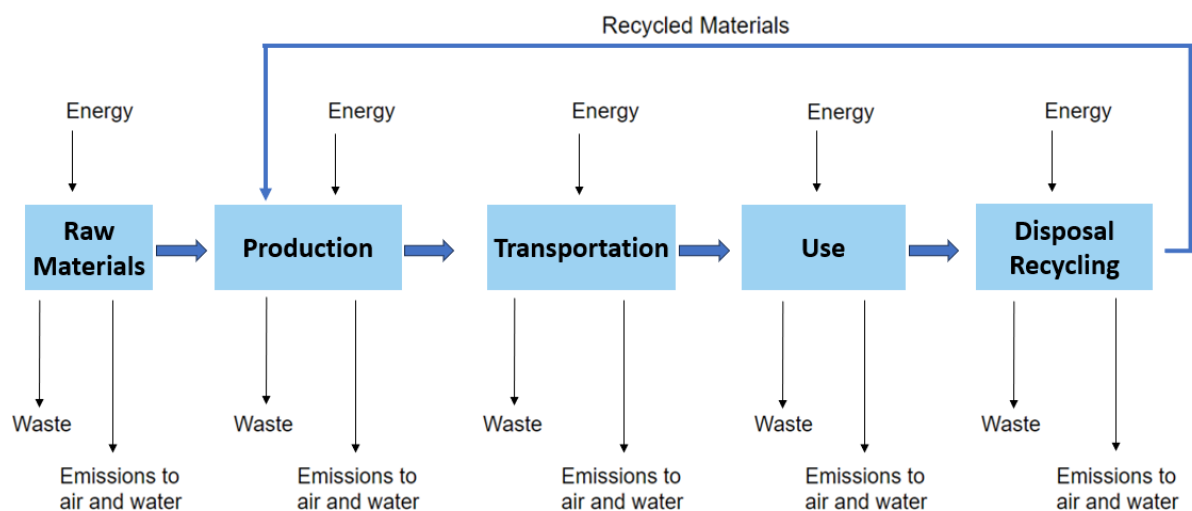 Recycled Materials
Energy
Energy
Energy
Energy
Energy
Raw
Materials
Production
Transportation
Use
Disposal
Recycling
Waste
Waste
Waste
Waste
Waste
Emissions to
air and water
Emissions to
air and water
Emissions to
air and water
Emissions to
air and water
Emissions to
air and water